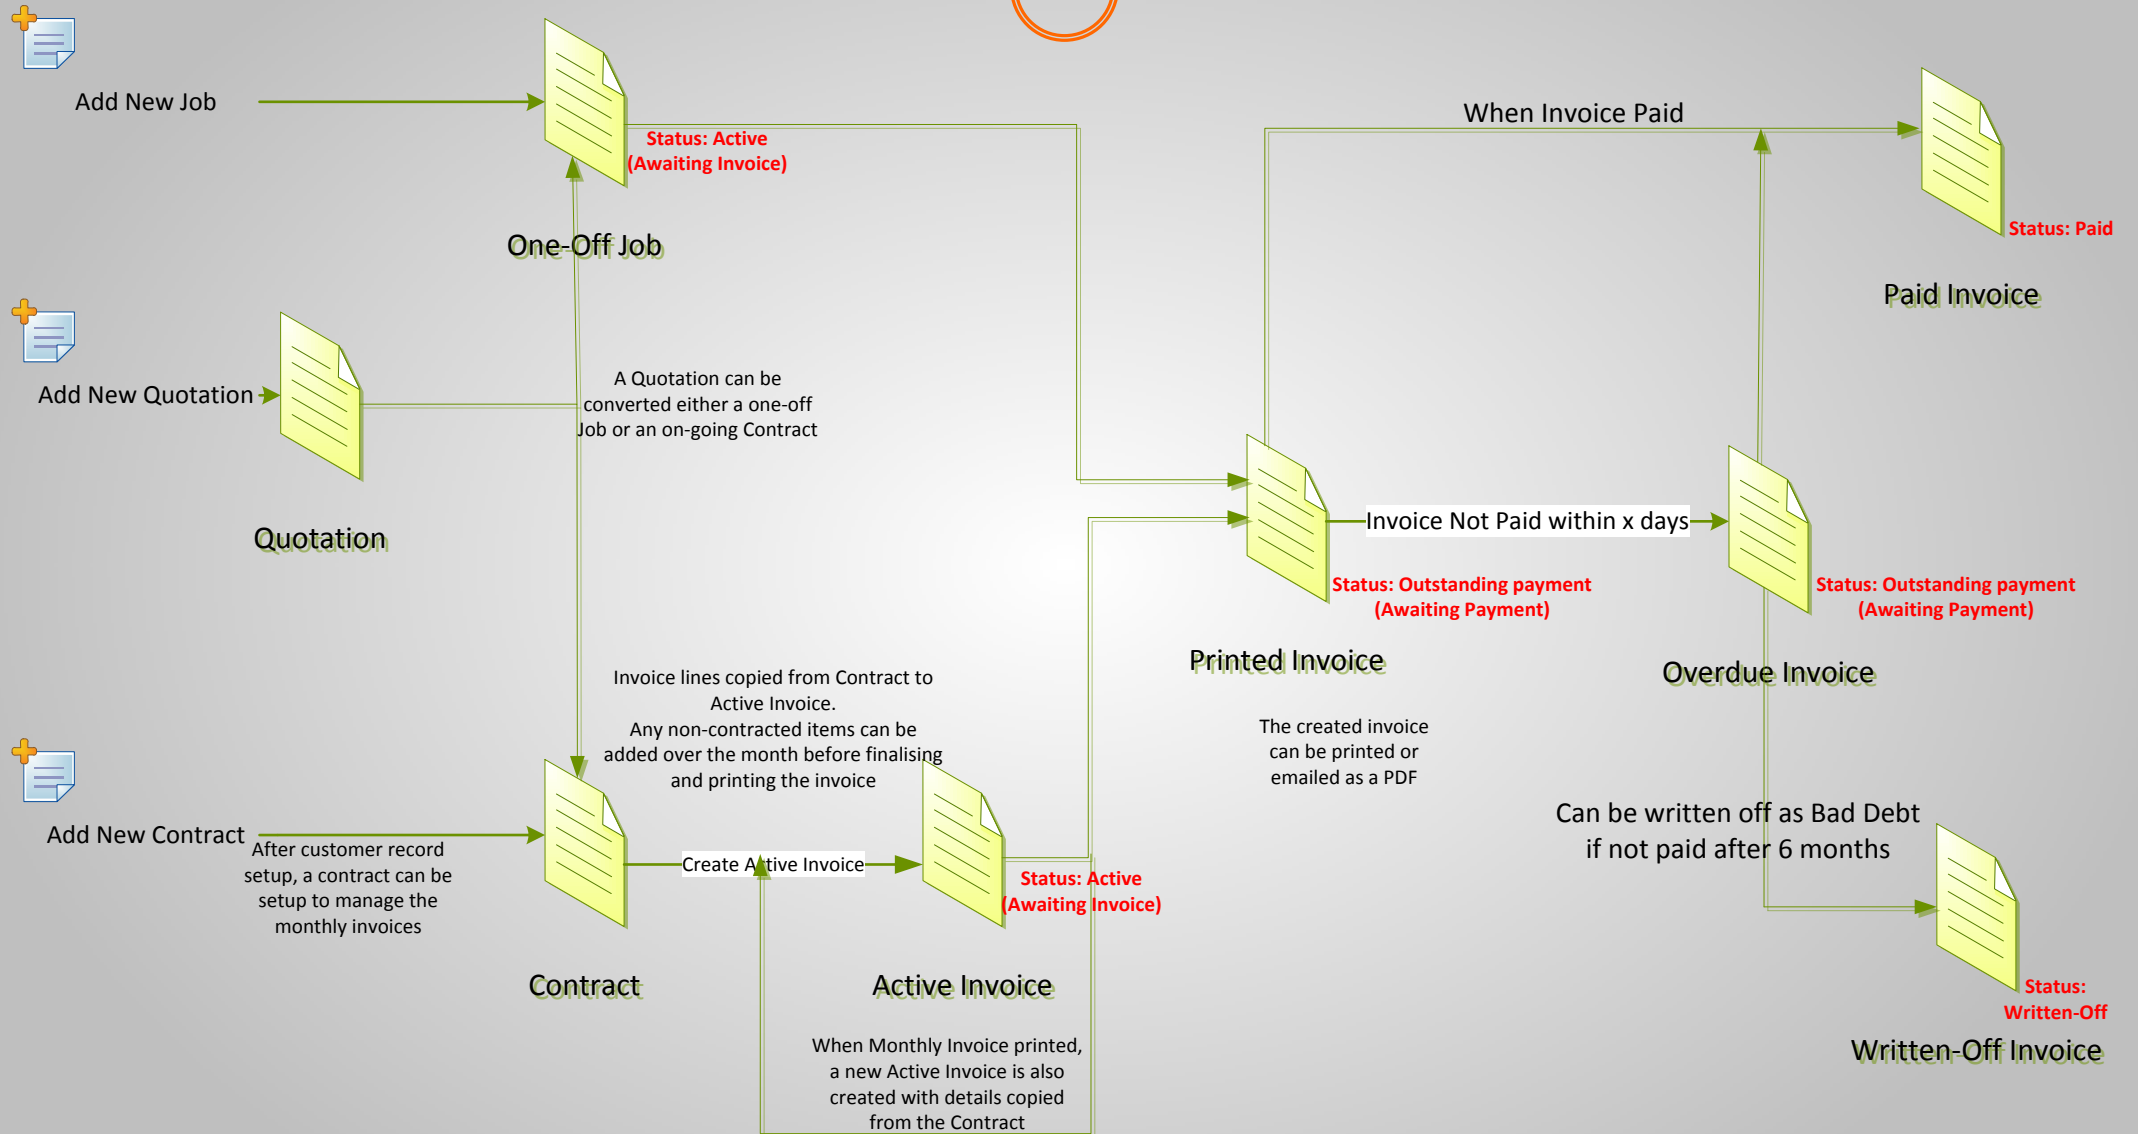 Add New Job
Status: Active
(Awaiting Invoice)
One-Off Job
When Invoice Paid
Status: Paid
Paid Invoice
Add New Quotation
A Quotation can be
converted either a one-off
Job or an on-going Contract
Quotation
Invoice Not Paid within x days
Status: Outstanding payment
(Awaiting Payment)
Printed Invoice
Status: Outstanding payment
(Awaiting Payment)
Overdue Invoice
The created invoice
can be printed or
emailed as a PDF
Invoice lines copied from Contract to
Active Invoice.
Any non-contracted items can be
added over the month before finalising
and printing the invoice
Add New Contract
After customer record
setup, a contract can be
setup to manage the
monthly invoices
Create Active Invoice
Status: Active
(Awaiting Invoice)
Contract
Active Invoice
When Monthly Invoice printed,
a new Active Invoice is also
created with details copied
from the Contract
Can be written off as Bad Debt
if not paid after 6 months
Status:
Written-Off
Written-Off Invoice